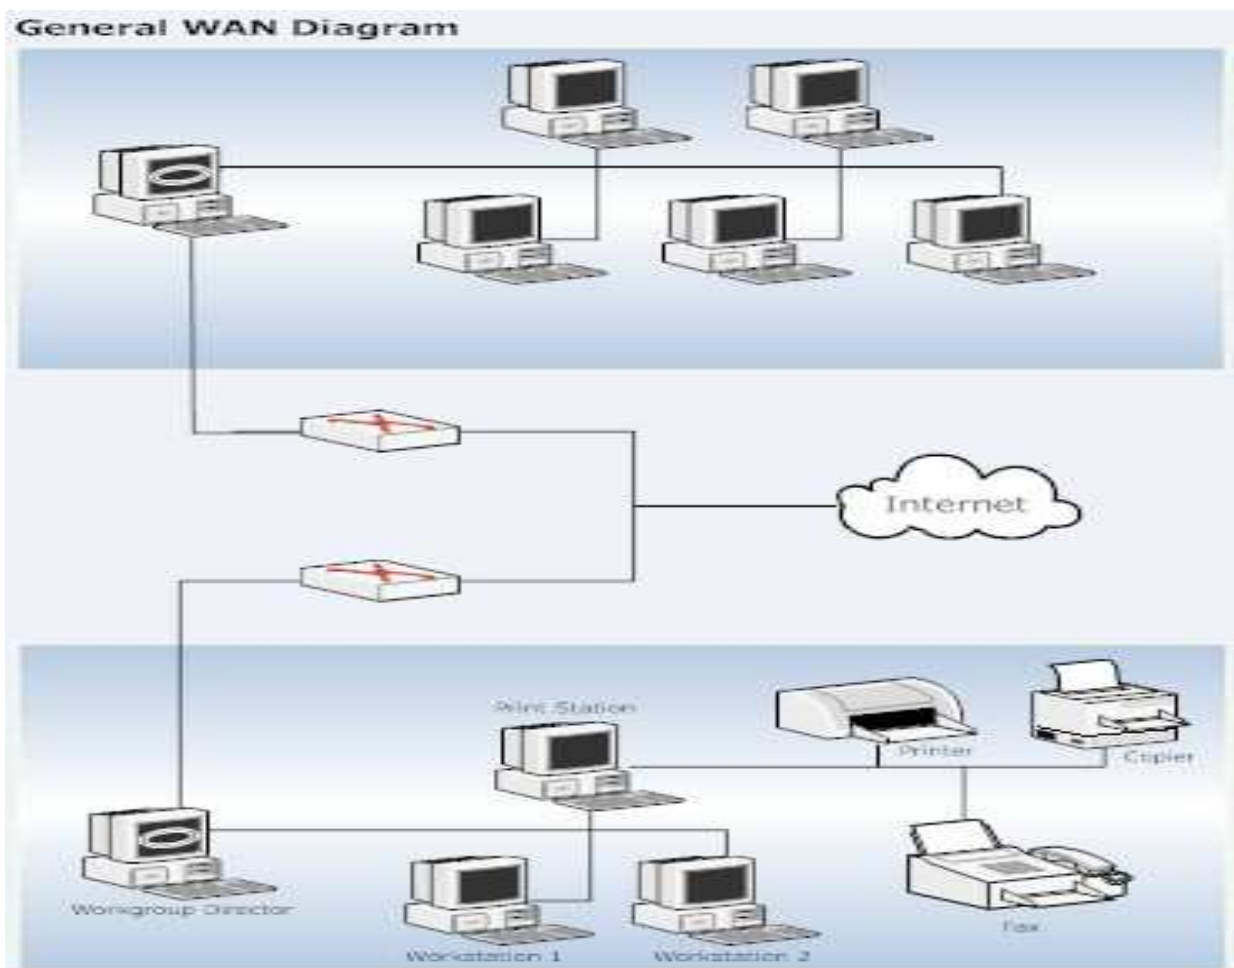 General WAN Diagram
Internet
Print Station
Printer
Copier
Workgroup Director
Fax
Workstation 1
Workstation 2